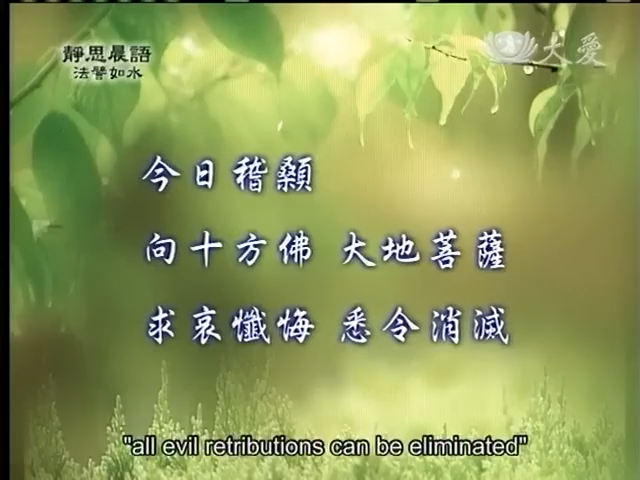 靜思晨語
法譬如水
大愛
今日稽顙
向十方佛 大地菩薩
求哀懺悔 悉令消滅
"all evil retributions can be eliminated"